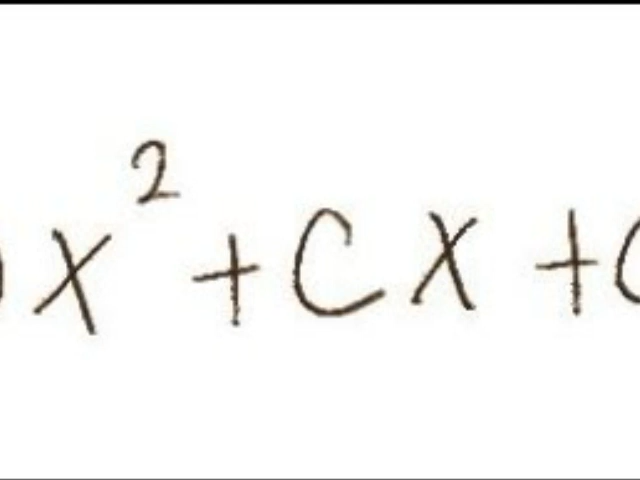 x² + Cx +